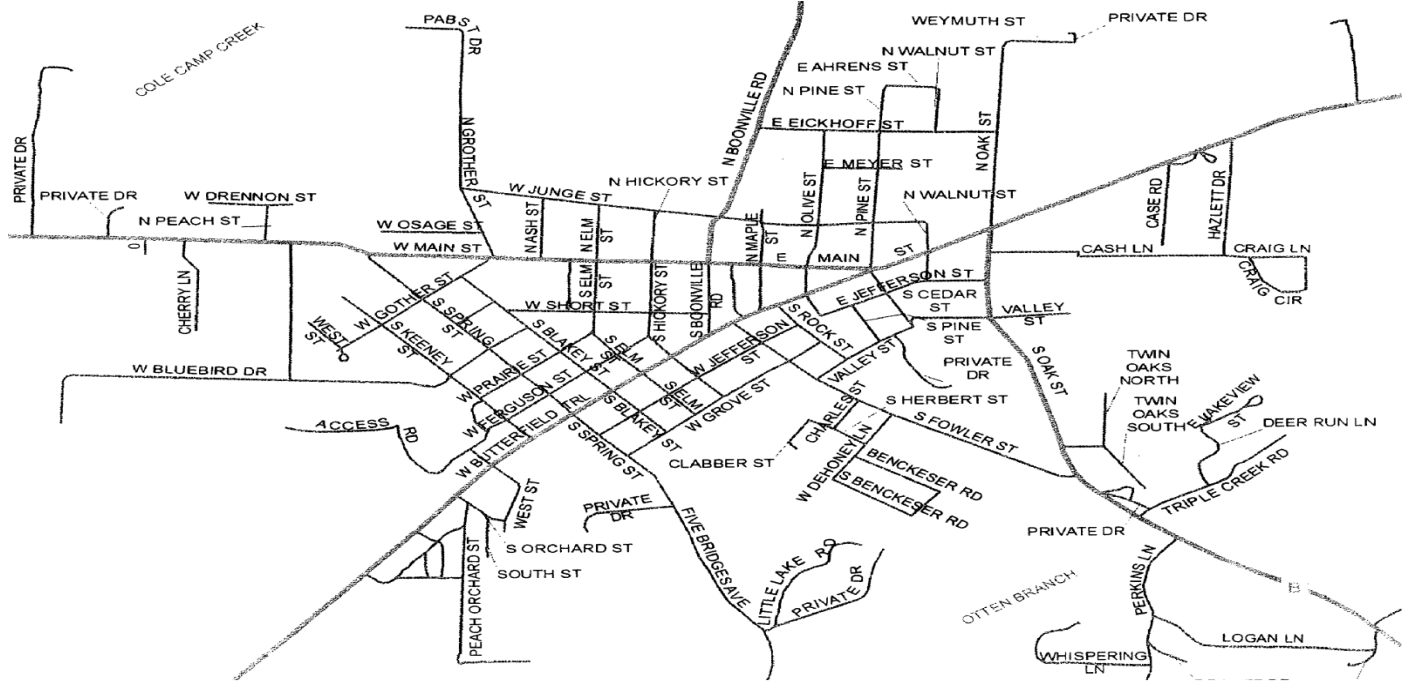 PABST DR
WEYMUTH ST
PRIVATE DR
COLE CAMP CREEK
N WALNUT ST
E AHRENS ST
N PINE ST
N BOONVILLE RD
E EICKHOFF ST
N OAK ST
N GROTHER ST
E MEYER ST
PRIVATE DR
PRIVATE DR
W DRENNON ST
N PEACH ST
W JUNGE ST
N HICKORY ST
N OLIVE ST
N PINE ST
N WALNUT ST
CASE RD
HAZLETT DR
W OSAGE ST
N ASH ST
N ELM ST
N MAPLE ST
W MAIN ST
E MAIN ST
CASH LN
CRAIG LN
CRAIG CIR
CHERRY LN
W GOTHER ST
S ELM ST
S HICKORY ST
S BOONVILLE RD
E JEFFERSON ST
S CEDAR ST
VALLEY ST
W SHORT ST
S SPRING ST
S KEENEY ST
WEST ST
S BLAKEY ST
S ELM ST
W JEFFERSON ST
S ROCK ST
S PINE ST
PRIVATE DR
VALLEY ST
S OAK ST
W BLUEBIRD DR
W PRAIRIE ST
W FERGUSON ST
S ELM ST
W GROVE ST
TWIN OAKS NORTH
TWIN OAKS SOUTH
E LAKEVIEW ST
DEER RUN LN
ACCESS RD
W BUTTERFIELD TRL
S BLAKEY ST
S SPRING ST
CHARLES ST
S HERBERT ST
S FOWLER ST
CLABBER ST
W DEHONEY LN
BENCKESER RD
S BENCKESER RD
TRIPLE CREEK RD
WEST ST
PRIVATE DR
PRIVATE DR
S ORCHARD ST
SOUTH ST
PEACH ORCHARD ST
FIVE BRIDGES AVE
LITTLE LAKE RD
PRIVATE DR
OTTEN BRANCH
PERKINS LN
B
LOGAN LN
WHISPERING LN